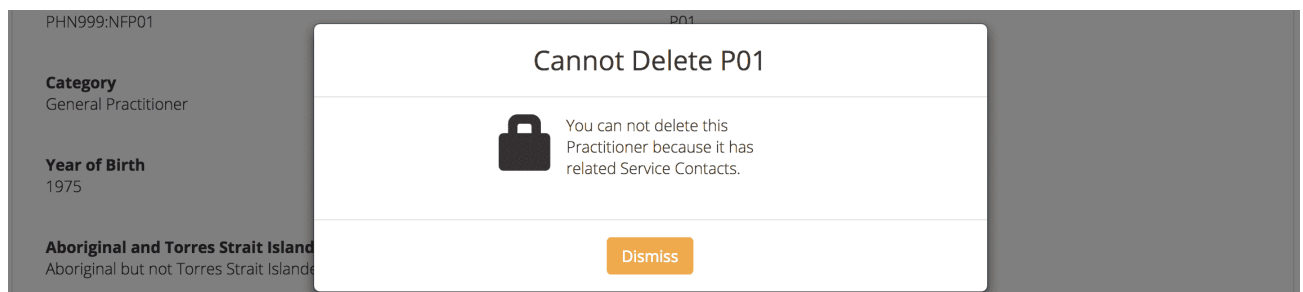 PHN999:NFP01
P01
Cannot Delete P01
Category
General Practitioner
You can not delete this
Practitioner because it has
related Service Contacts.
Year of Birth
1975
Aboriginal and Torres Strait Island
Aboriginal but not Torres Strait Islande
Dismiss